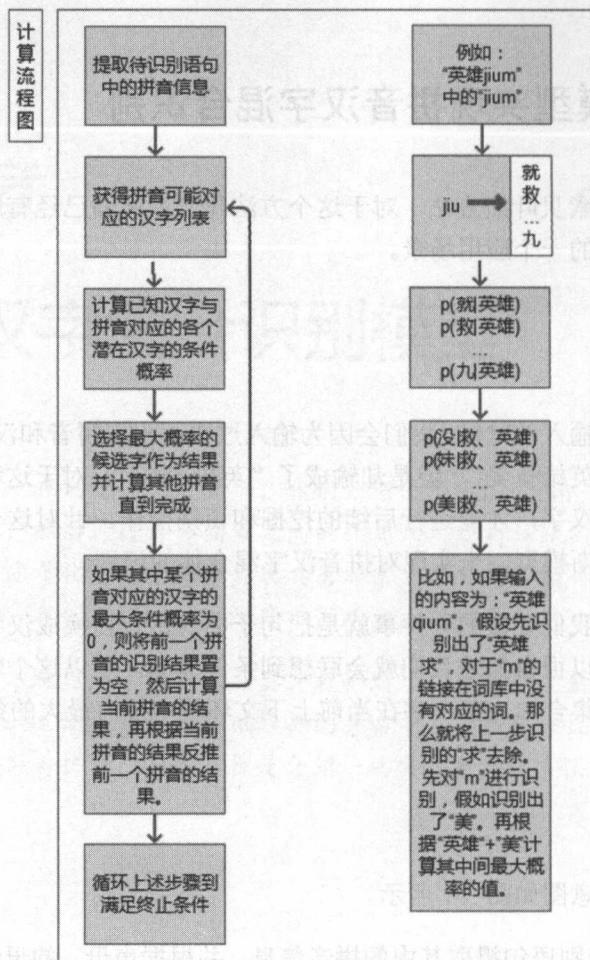 计算流程图
提取待识别语句
中的拼音信息
获得拼音可能对
应的汉字列表
计算已知汉字与
拼音对应的各个
潜在汉字的条件
概率
选择最大概率的
候选字作为结果
并计算其他拼音
直到完成
如果其中某个拼
音对应的汉字的
最大条件概率为
0，则将前一个拼
音的识别结果置
为空，然后计算
当前拼音的结
果，再根据当前
拼音的结果反推
前一个拼音的结
果。
循环上述步骤到
满足终止条件
例如：
“英雄jium”
中的“jium”
jiu
就
救
...
九
p(就|英雄)
p(救|英雄)
...
p(九|英雄)
p(没|救、英雄)
p(妹|救、英雄)
p(美|救、英雄)
比如，如果输入
的内容为：“英雄
qium”。假设先识
别出了“英雄
求”，对于“m”的
链接在词库中没
有对应的词。那
么就将上一步识
别的“求”去除。
先对“m”进行识
别，假如识别出
了“美”。再根
据“英雄”+“美”计
算其中间最大概
率的值。